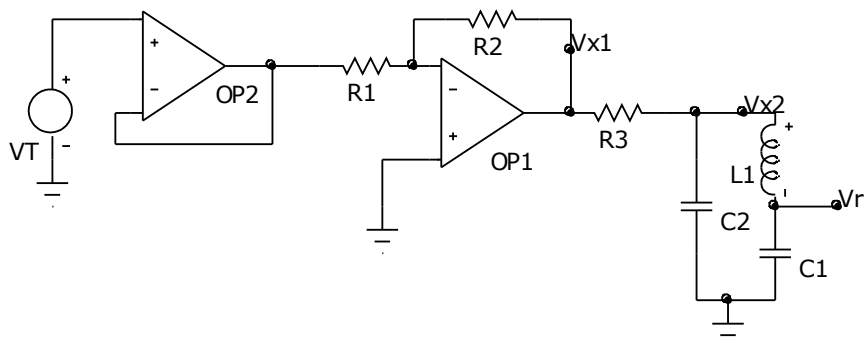 R2
Vx1
+
-
OP2
R1
-
+
OP1
R3
Vx2
+
VT
+
-
L1
-
Vr
C2
C1